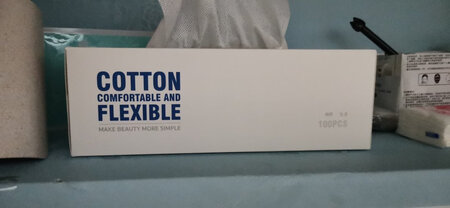 COTTON
COMFORTABLE AND
FLEXIBLE
MAKE BEAUTY MORE SIMPLE
100PCS